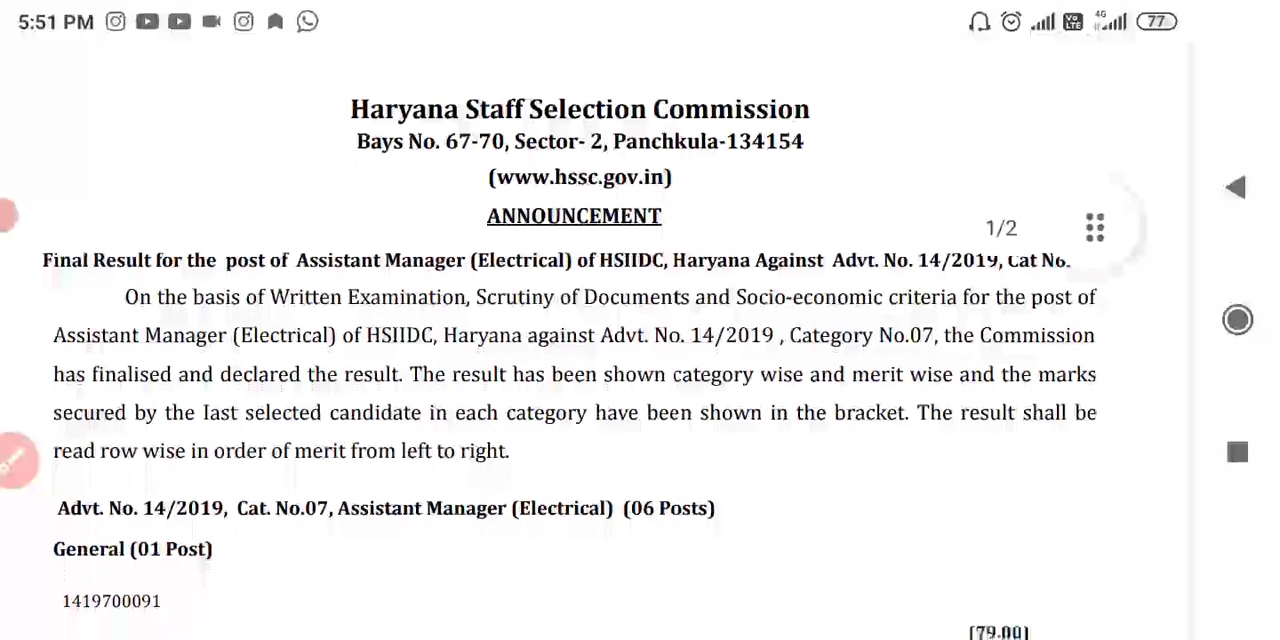 5:51 PM
Vo LTE 4G 77
Haryana Staff Selection Commission
Bays No. 67-70, Sector- 2, Panchkula-134154
(www.hssc.gov.in)
ANNOUNCEMENT
1/2
Final Result for the post of Assistant Manager (Electrical) of HSIIDC, Haryana Against Advt. No. 14/2019, Cat No.
On the basis of Written Examination, Scrutiny of Documents and Socio-economic criteria for the post of
Assistant Manager (Electrical) of HSIIDC, Haryana against Advt. No. 14/2019 , Category No.07, the Commission
has finalised and declared the result. The result has been shown category wise and merit wise and the marks
secured by the last selected candidate in each category have been shown in the bracket. The result shall be
read row wise in order of merit from left to right.
Advt. No. 14/2019, Cat. No.07, Assistant Manager (Electrical) (06 Posts)
General (01 Post)
1419700091
(79.00)